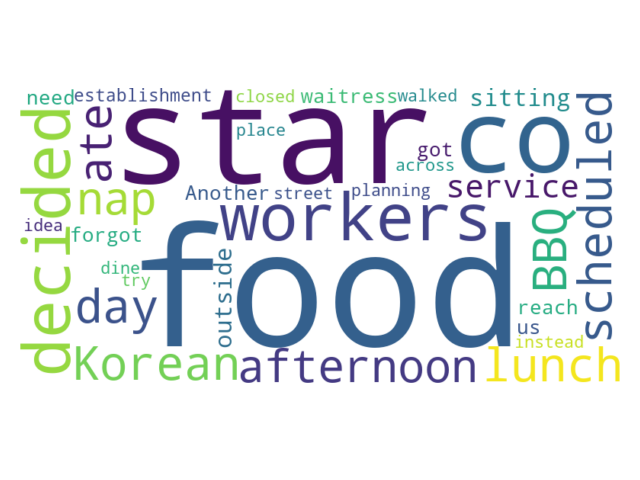 need establishment closed waitress walked sitting
decided ate star place got co scheduled
across
nap Another street planning service
idea forgot workers BBQ
dine try outside food
day reach
us
instead
Korean afternoon lunch